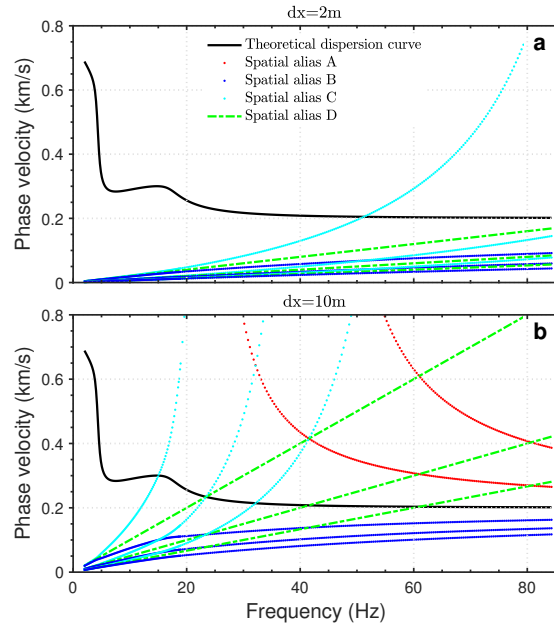 dx=2m
a
Theoretical dispersion curve
Spatial alias A
Spatial alias B
Spatial alias C
Spatial alias D
Phase velocity (km/s)
0.8
0.6
0.4
0.2
0
dx=10m
b
Phase velocity (km/s)
0.8
0.6
0.4
0.2
0
0 20 40 60 80
Frequency (Hz)